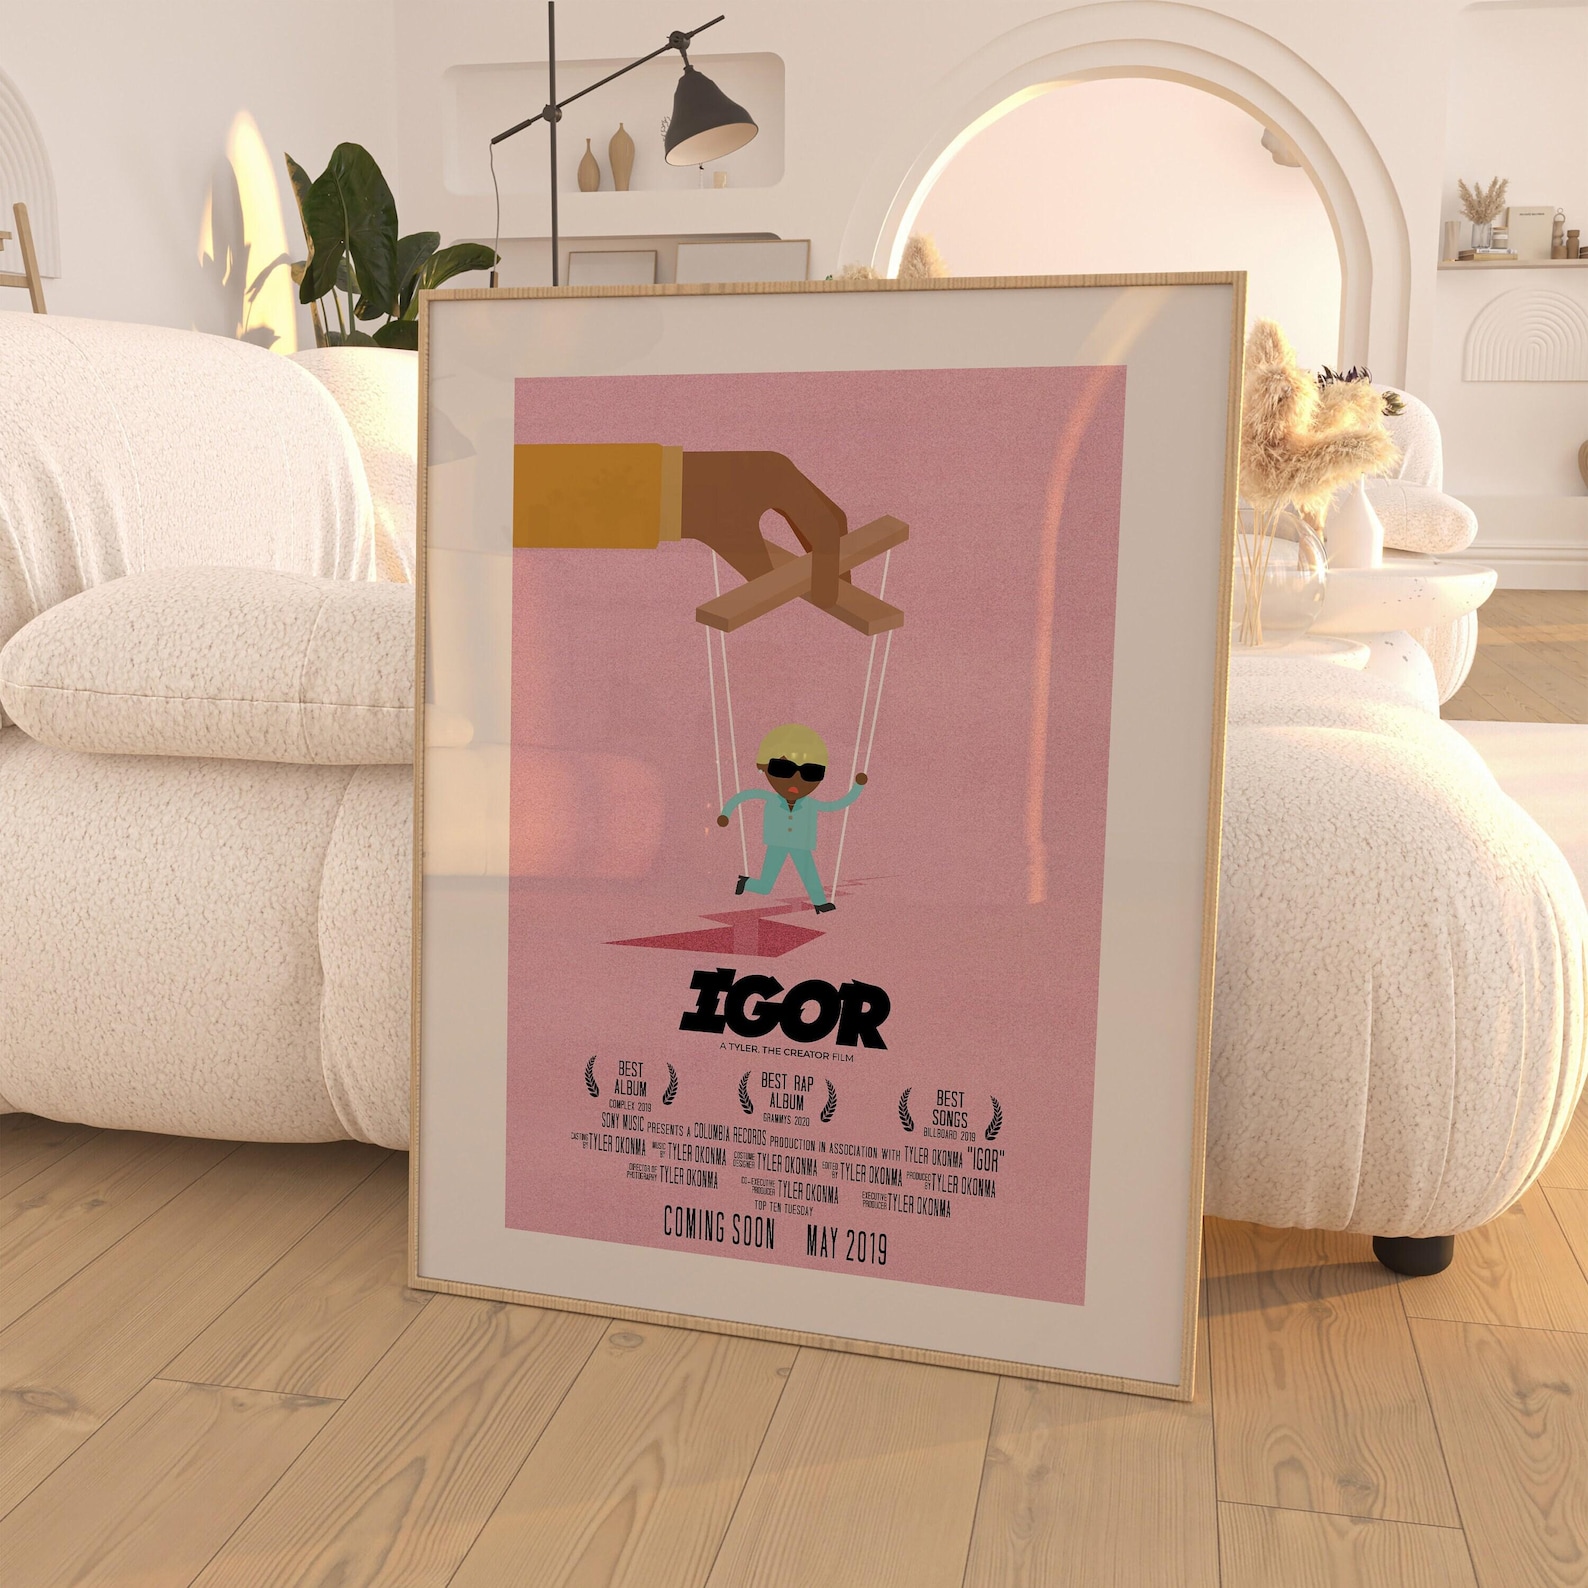 IGOR
A TYLER, THE CREATOR FILM
BEST ALBUM
COMPLEX 2019
BEST RAP ALBUM
GRAMMYS 2020
BEST SONGS
BILLBOARD 2019
SONY MUSIC PRESENTS A COLUMBIA RECORDS PRODUCTION IN ASSOCIATION WITH TYLER OKONMA "IGOR"
CASTING BY TYLER OKONMA MUSIC BY TYLER OKONMA COSTUME DESIGNER TYLER OKONMA EDITED BY TYLER OKONMA PRODUCED BY TYLER OKONMA
DIRECTOR OF PHOTOGRAPHY TYLER OKONMA CO-EXECUTIVE PRODUCER TYLER OKONMA EXECUTIVE PRODUCER TYLER OKONMA
TOP TEN TUESDAY
COMING SOON MAY 2019